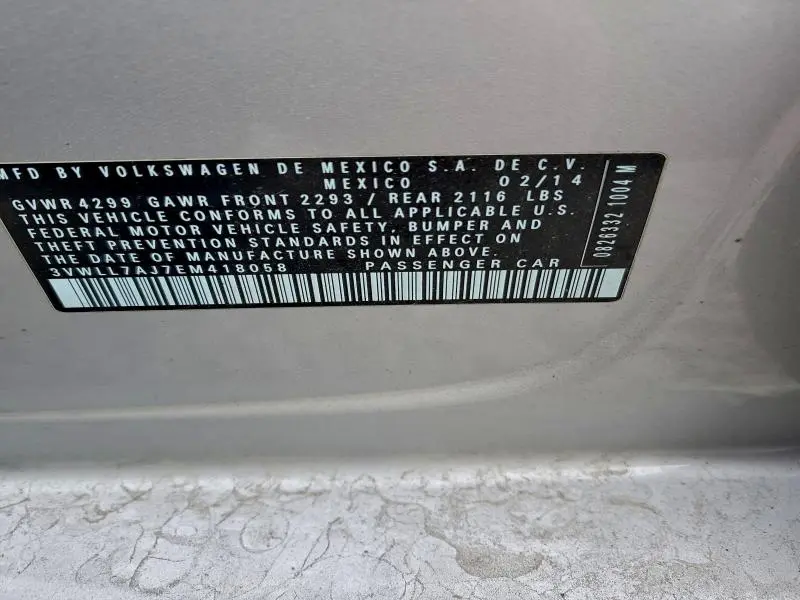 MFD BY VOLKSWAGEN DE MEXICO S.A. DE C.V.
MEXICO 02/14
GVWR 4299 GAWR FRONT 2293 / REAR 2116 LBS
THIS VEHICLE CONFORMS TO ALL APPLICABLE U.S.
FEDERAL MOTOR VEHICLE SAFETY, BUMPER AND
THEFT PREVENTION STANDARDS IN EFFECT ON
THE DATE OF MANUFACTURE SHOWN ABOVE.
3VWLL7AJ7EM418058 PASSENGER CAR
0826332 1004 M